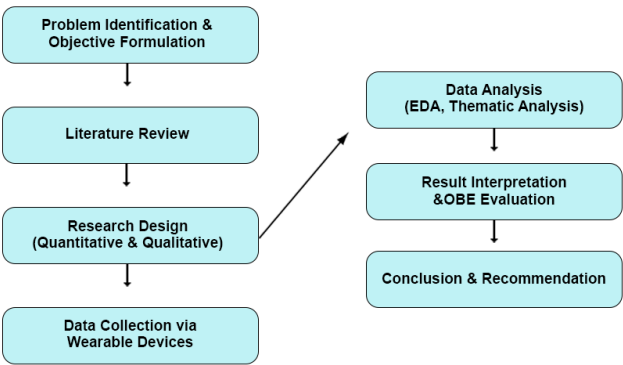 Problem Identification &
Objective Formulation
Literature Review
Research Design
(Quantitative & Qualitative)
Data Collection via
Wearable Devices
Data Analysis
(EDA, Thematic Analysis)
Result Interpretation
&OBE Evaluation
Conclusion & Recommendation